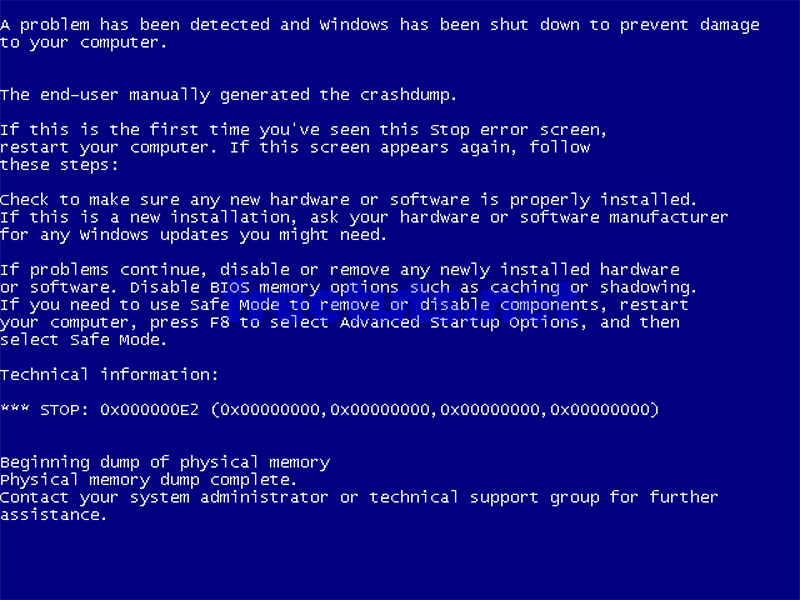 A problem has been detected and Windows has been shut down to prevent damage
to your computer.
The end-user manually generated the crashdump.
If this is the first time you've seen this Stop error screen,
restart your computer. If this screen appears again, follow
these steps:
Check to make sure any new hardware or software is properly installed.
If this is a new installation, ask your hardware or software manufacturer
for any Windows updates you might need.
If problems continue, disable or remove any newly installed hardware
or software. Disable BIOS memory options such as caching or shadowing.
If you need to use Safe Mode to remove or disable components, restart
your computer, press F8 to select Advanced Startup Options, and then
select Safe Mode.
Technical information:
*** STOP: 0x000000E2 (0x00000000,0x00000000,0x00000000,0x00000000)
Beginning dump of physical memory
Physical memory dump complete.
Contact your system administrator or technical support group for further
assistance.